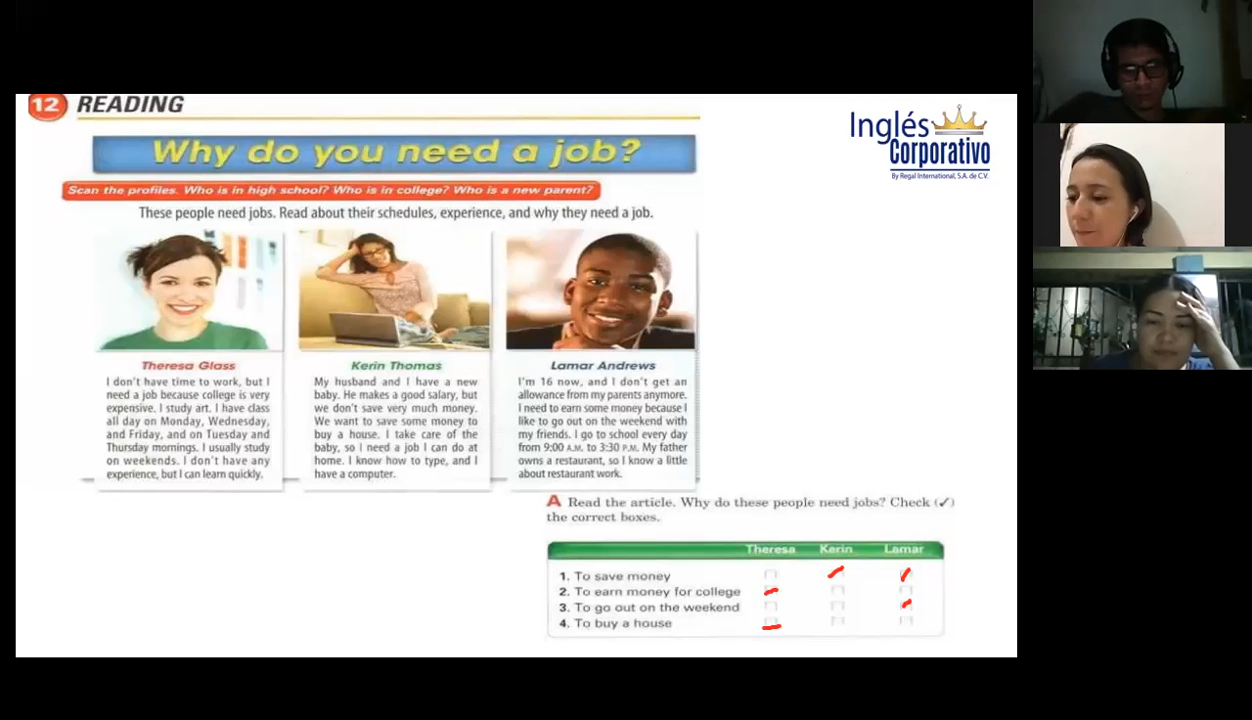 12 READING
Inglés
Corporativo
By Regal International, S.A. de C.V.
Why do you need a job?
Scan the profiles. Who is in high school? Who is in college? Who is a new parent?
These people need jobs. Read about their schedules, experience, and why they need a job.
Theresa Glass
I don't have time to work, but I
need a job because college is very
expensive. I study art. I have class
all day on Monday, Wednesday,
and Friday, and on Tuesday and
Thursday mornings. I usually study
on weekends. I don't have any
experience, but I can learn quickly.
Kerin Thomas
My husband and I have a new
baby. He makes a good salary, but
we don't save very much money.
We want to save some money to
buy a house. I take care of the
baby, so I need a job I can do at
home. I know how to type, and I
have a computer.
Lamar Andrews
I'm 16 now, and I don't get an
allowance from my parents anymore.
I need to earn some money because I
like to go out on the weekend with
my friends. I go to school every day
from 9:00 A.M. to 3:30 P.M. My father
owns a restaurant, so I know a little
about restaurant work.
A Read the article. Why do these people need jobs? Check (✓)
the correct boxes.
Theresa Kerin Lamar
1. To save money
2. To earn money for college
3. To go out on the weekend
4. To buy a house